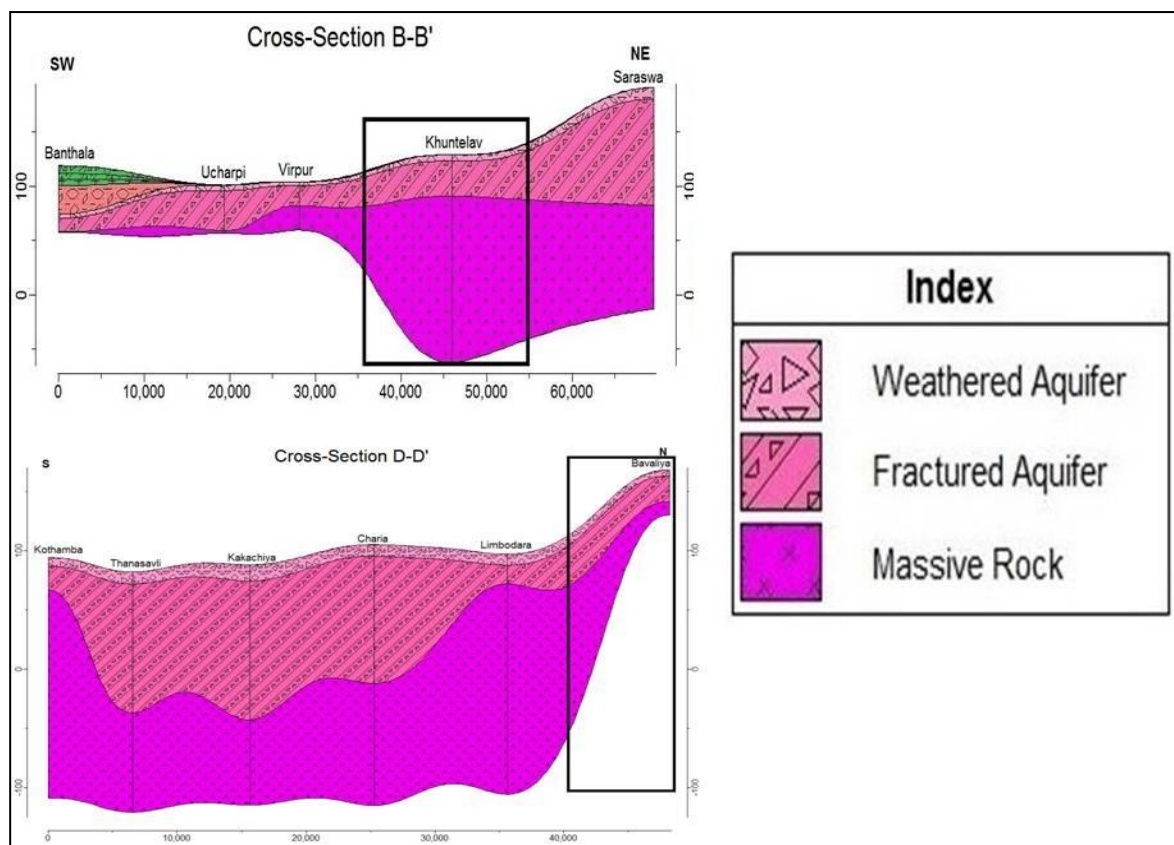 Cross-Section B-B'
SW
NE
Saraswa
Banthala
Ucharpi
Virpur
Khuntelav
100
100
0
0
0
10,000
20,000
30,000
40,000
50,000
60,000
Index
Weathered Aquifer
Fractured Aquifer
Massive Rock
Cross-Section D-D'
S
N
Bavaliya
Kothamba
Thanasavli
Kakachiya
Charia
Limbodara
100
100
0
0
-100
-100
0
10,000
20,000
30,000
40,000